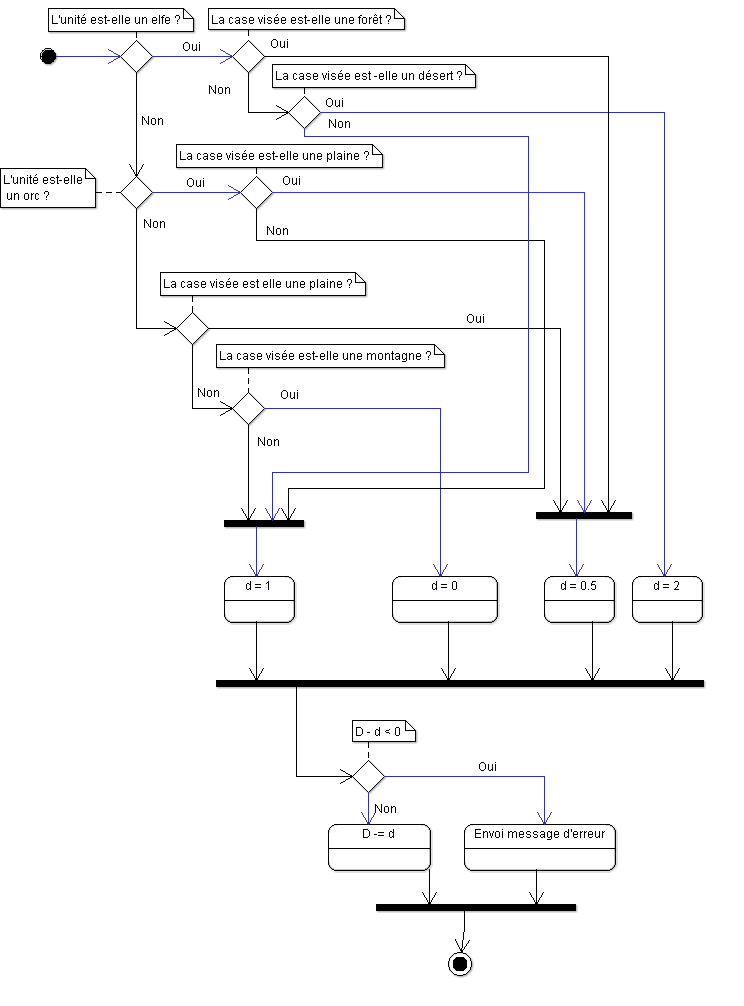 L'unité est-elle un elfe ?
La case visée est-elle une forêt ?
Oui
Oui
La case visée est -elle un désert ?
Non
Oui
Non
Non
La case visée est-elle une plaine ?
L'unité est-elle
un orc ?
Oui
Oui
Non
Non
La case visée est elle une plaine ?
Oui
La case visée est-elle une montagne ?
Non
Oui
Non
d = 1
d = 0
d = 0.5
d = 2
D - d < 0
Oui
Non
D -= d
Envoi message d'erreur